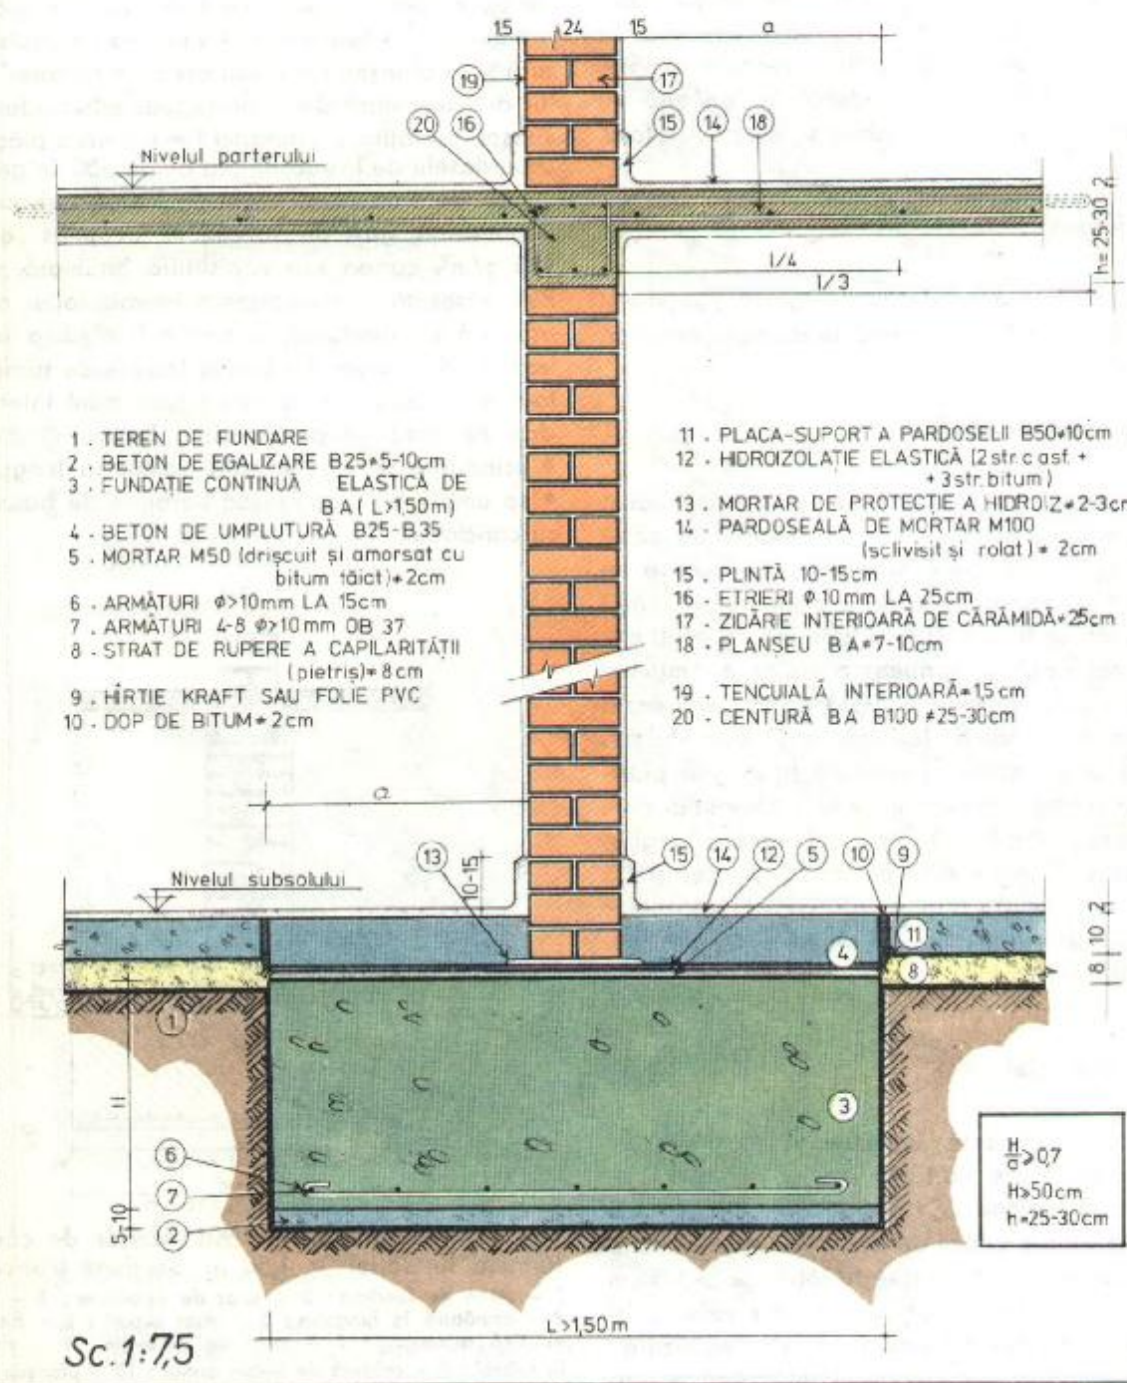 15 24 15 a
19 17
20 16 15 14 18
Nivelul parterului
2
h=25-30
l/4
l/3
1. TEREN DE FUNDARE
2. BETON DE EGALIZARE B25≠5-10cm
3. FUNDAȚIE CONTINUĂ ELASTICĂ DE
BA (L>1,50m)
4. BETON DE UMPLUTURĂ B25-B35
5. MORTAR M50 (drișcuit și amorsat cu
bitum tăiat)≠2cm
6. ARMĂTURI Φ>10mm LA 15cm
7. ARMĂTURI 4-8 Φ>10mm OB 37
8. STRAT DE RUPERE A CAPILARITĂȚII
(pietriș)≠8cm
9. HÎRTIE KRAFT SAU FOLIE PVC
10. DOP DE BITUM≠2cm
11. PLACA-SUPORT A PARDOSELII B50≠10cm
12. HIDROIZOLAȚIE ELASTICĂ (2str.c asf. +
+ 3str.bitum)
13. MORTAR DE PROTECȚIE A HIDROIZ≠2-3cm
14. PARDOSEALĂ DE MORTAR M100
(sclivisit și rolat)≠ 2cm
15. PLINTĂ 10-15cm
16. ETRIERI Φ 10mm LA 25cm
17. ZIDĂRIE INTERIOARĂ DE CĂRĂMIDĂ≠25cm
18. PLANȘEU BA≠7-10cm
19. TENCUIALĂ INTERIOARĂ≠1,5cm
20. CENTURĂ BA B100 ≠25-30cm
a
13 15 14 12 5 10 9
10-15
Nivelul subsolului
2
10
8
4 11
8
1
H
3
6
7
5-10
2
H/a ≥0,7
H≥50cm
h=25-30cm
L>1,50m
Sc.1:7,5